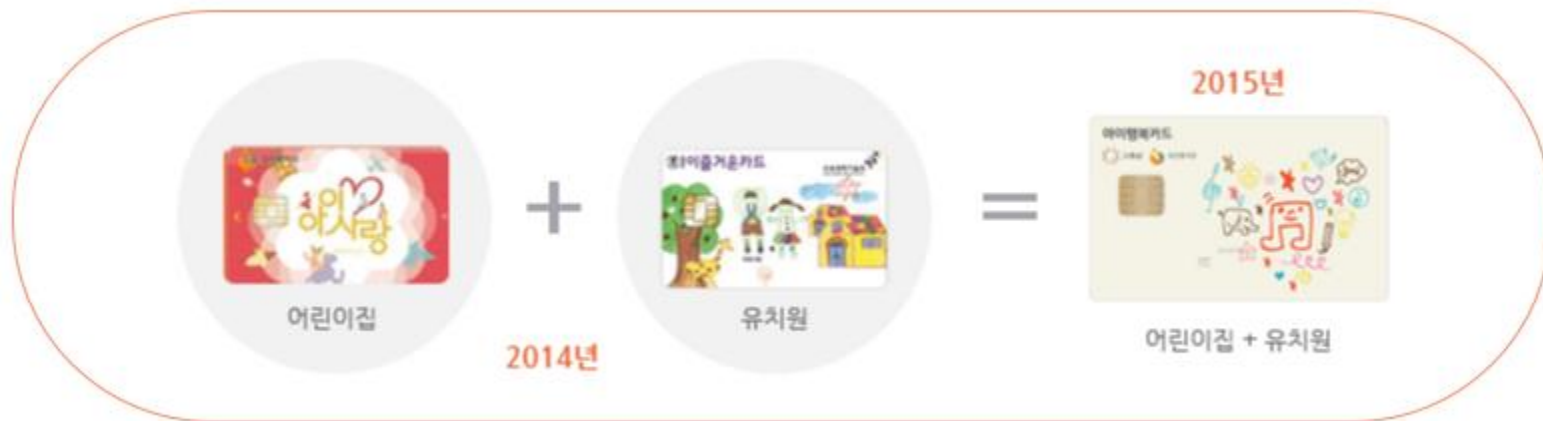 2015년
아이행복카드
아이사랑
아이즐거운카드
+
=
어린이집
유치원
어린이집 + 유치원
2014년